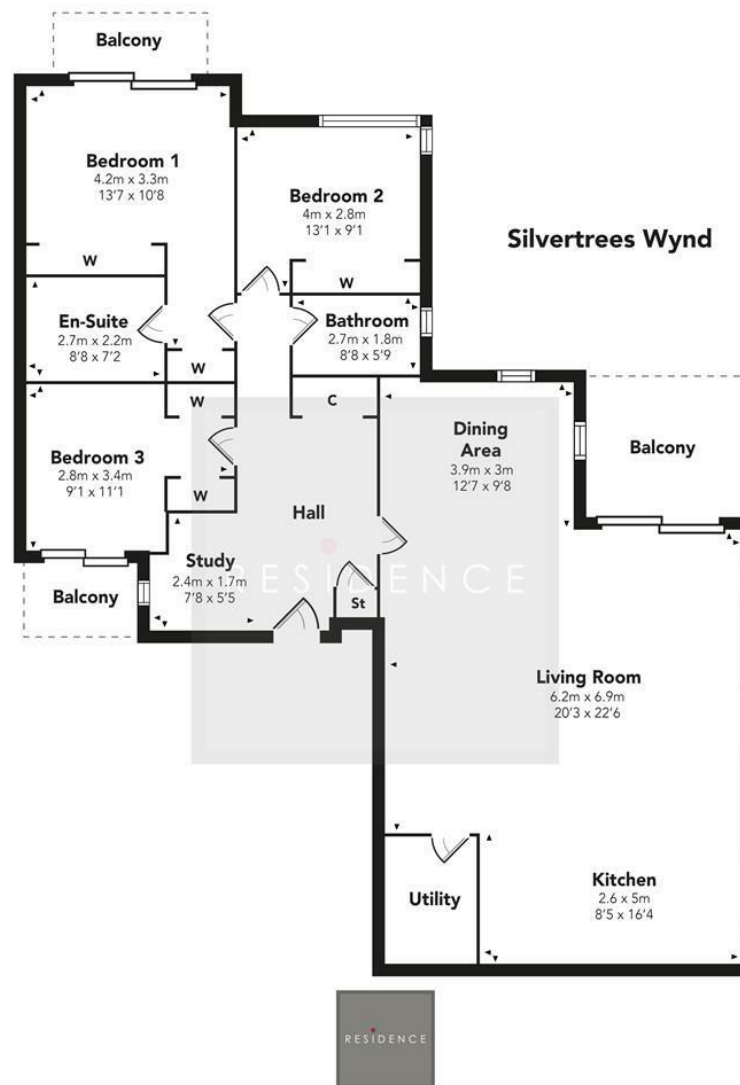 Balcony
Bedroom 1
4.2m x 3.3m
13'7 x 10'8
Bedroom 2
4m x 2.8m
13'1 x 9'1
Silvertrees Wynd
W
W
En-Suite
2.7m x 2.2m
8'8 x 7'2
Bathroom
2.7m x 1.8m
8'8 x 5'9
W
W
C
Bedroom 3
2.8m x 3.4m
9'1 x 11'1
Dining
Area
3.9m x 3m
12'7 x 9'8
Balcony
W
Hall
Study
2.4m x 1.7m
7'8 x 5'5
RESIDENCE
Balcony
St
Living Room
6.2m x 6.9m
20'3 x 22'6
Kitchen
2.6 x 5m
8'5 x 16'4
Utility
RESIDENCE